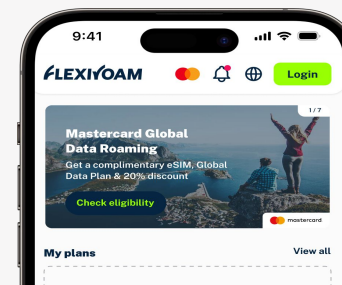 9:41
FLEXIROAM
Login
1/7
Mastercard Global
Data Roaming
Get a complimentary eSIM, Global
Data Plan & 20% discount
Check eligibility
mastercard
My plans
View all